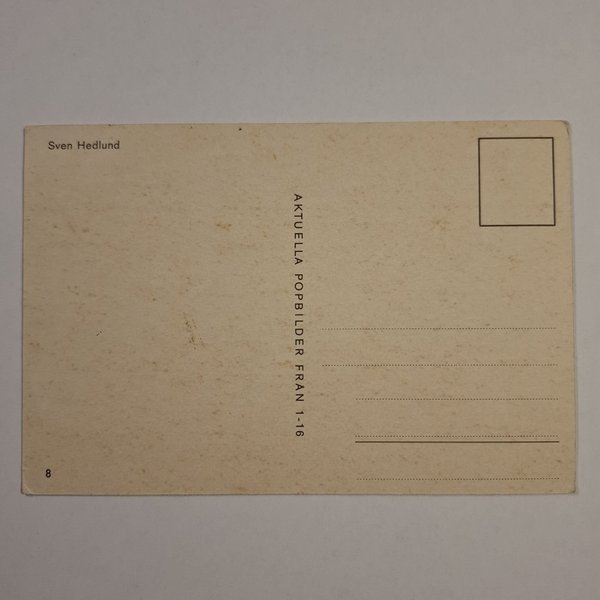 Sven Hedlund
AKTUELLA POPBILDER FRÅN 1-16
8